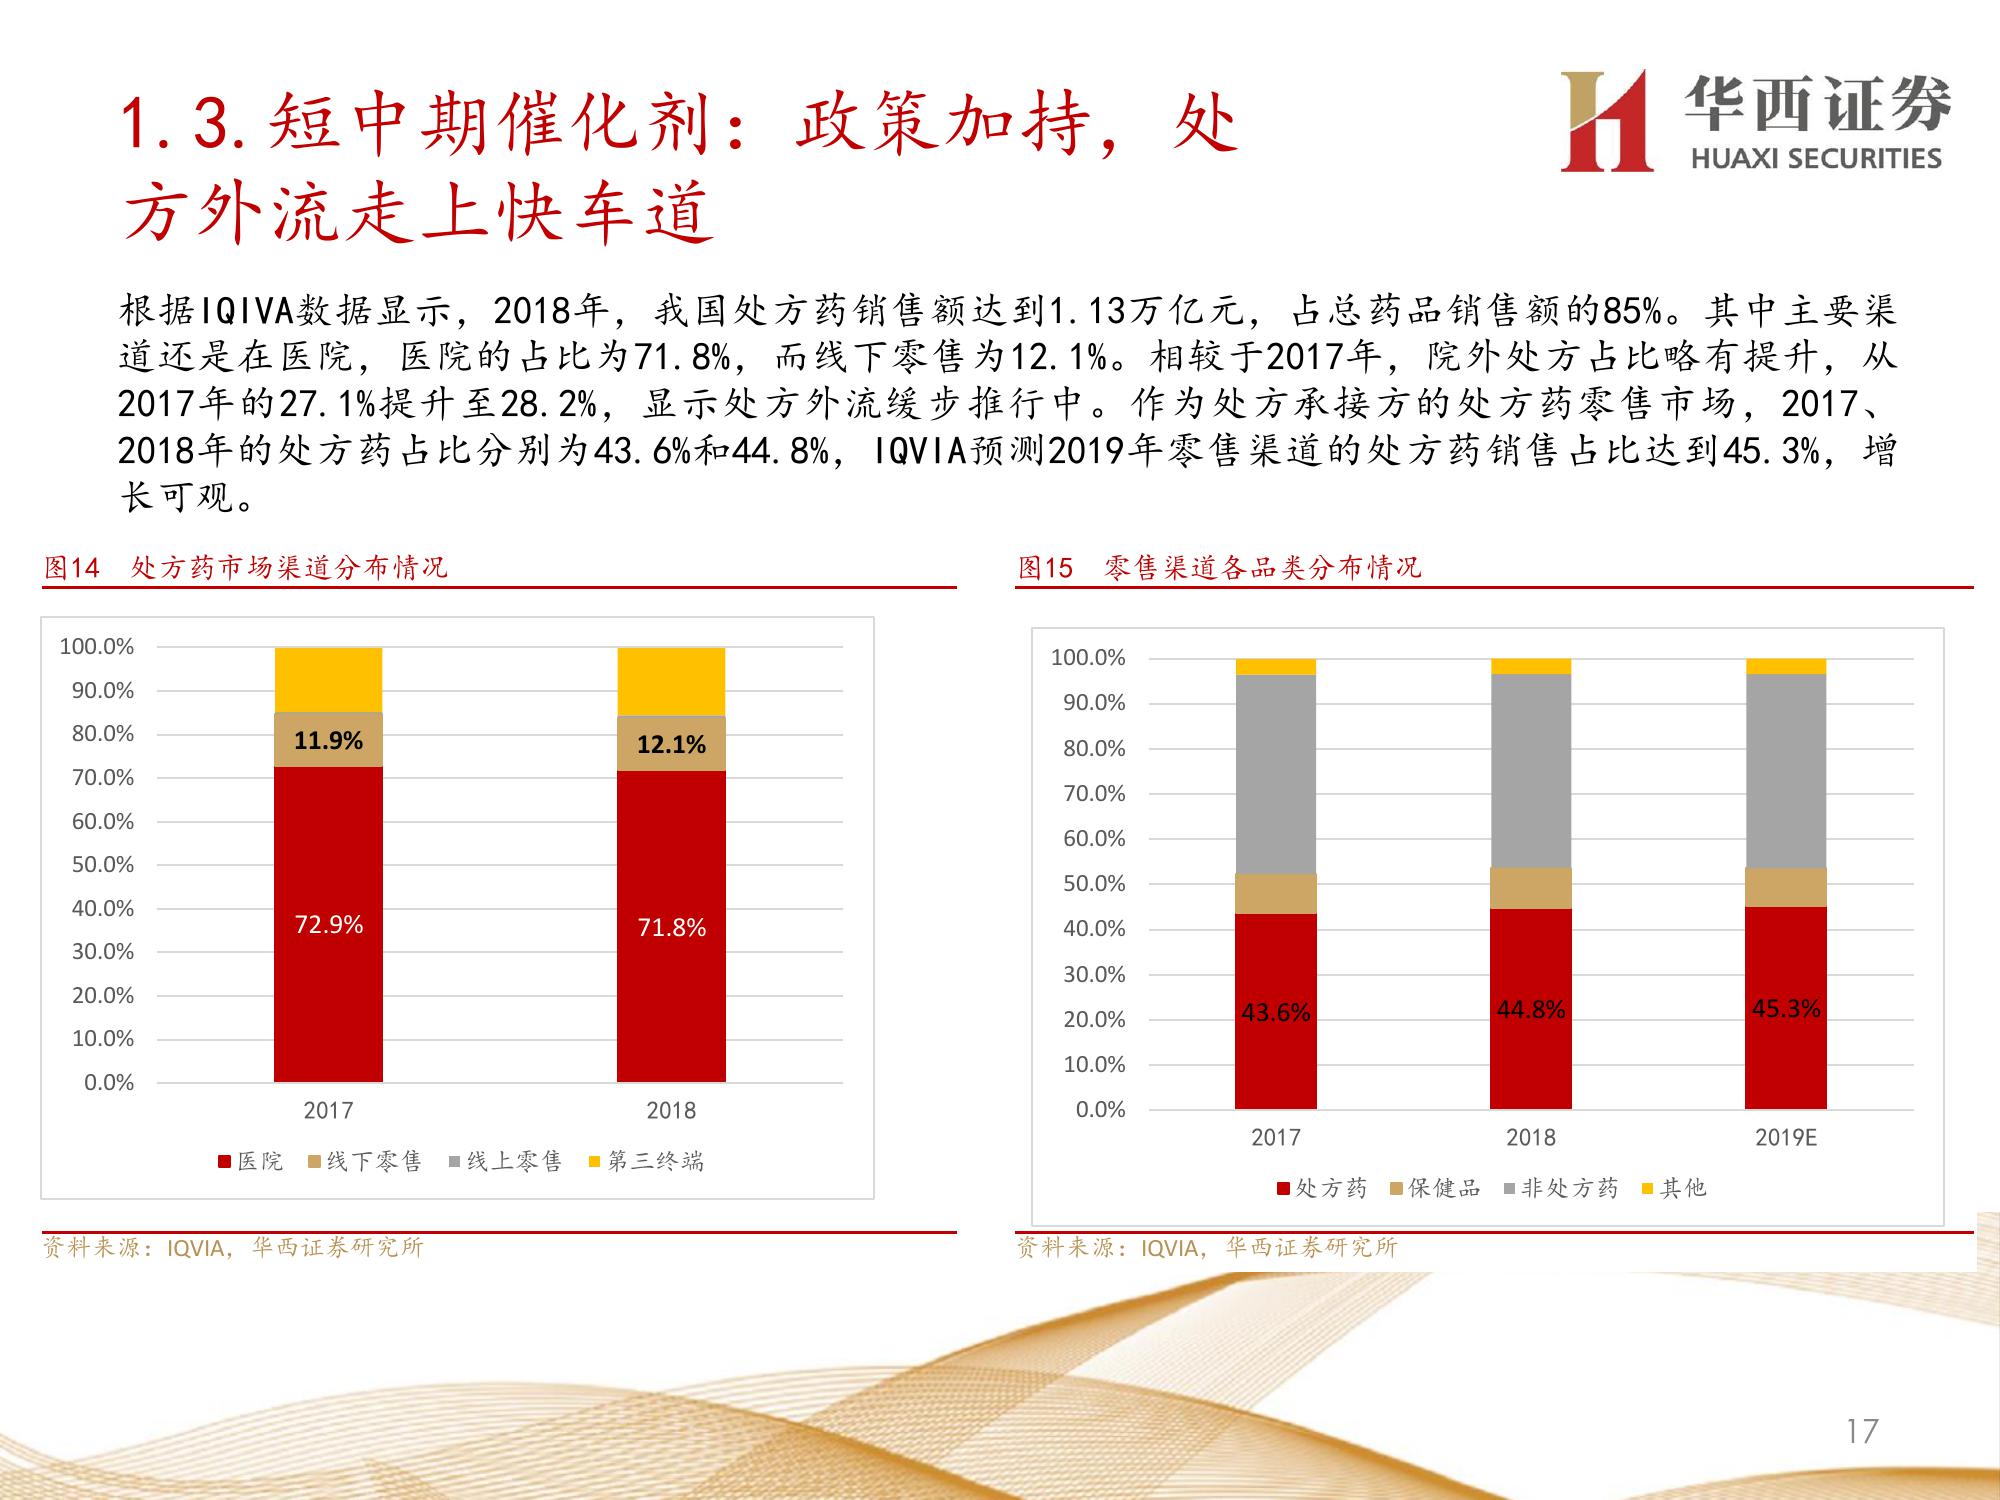 1.3.短中期催化剂：政策加持，处
方外流走上快车道
华西证券
HUAXI SECURITIES
根据IQIVA数据显示，2018年，我国处方药销售额达到1.13万亿元，占总药品销售额的85%。其中主要渠
道还是在医院，医院的占比为71.8%，而线下零售为12.1%。相较于2017年，院外处方占比略有提升，从
2017年的27.1%提升至28.2%，显示处方外流缓步推行中。作为处方承接方的处方药零售市场，2017、
2018年的处方药占比分别为43.6%和44.8%，IQVIA预测2019年零售渠道的处方药销售占比达到45.3%，增
长可观。
图14 处方药市场渠道分布情况
100.0%
90.0%
80.0%
70.0%
60.0%
50.0%
40.0%
30.0%
20.0%
10.0%
0.0%
11.9%
12.1%
72.9%
71.8%
2017 2018
医院 线下零售 线上零售 第三终端
资料来源：IQVIA，华西证券研究所
图15 零售渠道各品类分布情况
100.0%
90.0%
80.0%
70.0%
60.0%
50.0%
40.0%
30.0%
20.0%
10.0%
0.0%
43.6% 44.8% 45.3%
2017 2018 2019E
处方药 保健品 非处方药 其他
资料来源：IQVIA，华西证券研究所
17